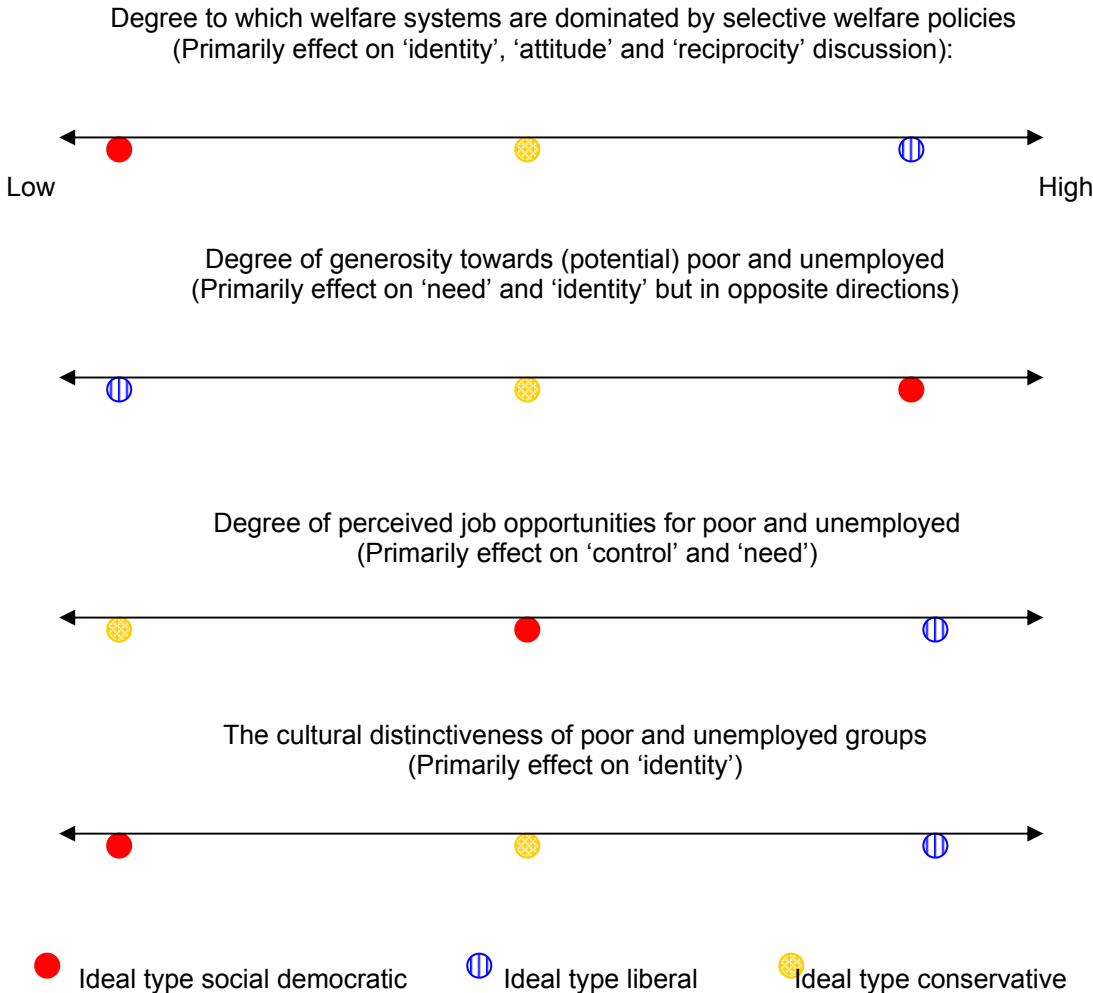 Degree to which welfare systems are dominated by selective welfare policies
(Primarily effect on ‘identity’, ‘attitude’ and ‘reciprocity’ discussion):
Low
High
Degree of generosity towards (potential) poor and unemployed
(Primarily effect on ‘need’ and ‘identity’ but in opposite directions)
Degree of perceived job opportunities for poor and unemployed
(Primarily effect on ‘control’ and ‘need’)
The cultural distinctiveness of poor and unemployed groups
(Primarily effect on ‘identity’)
Ideal type social democratic
Ideal type liberal
Ideal type conservative